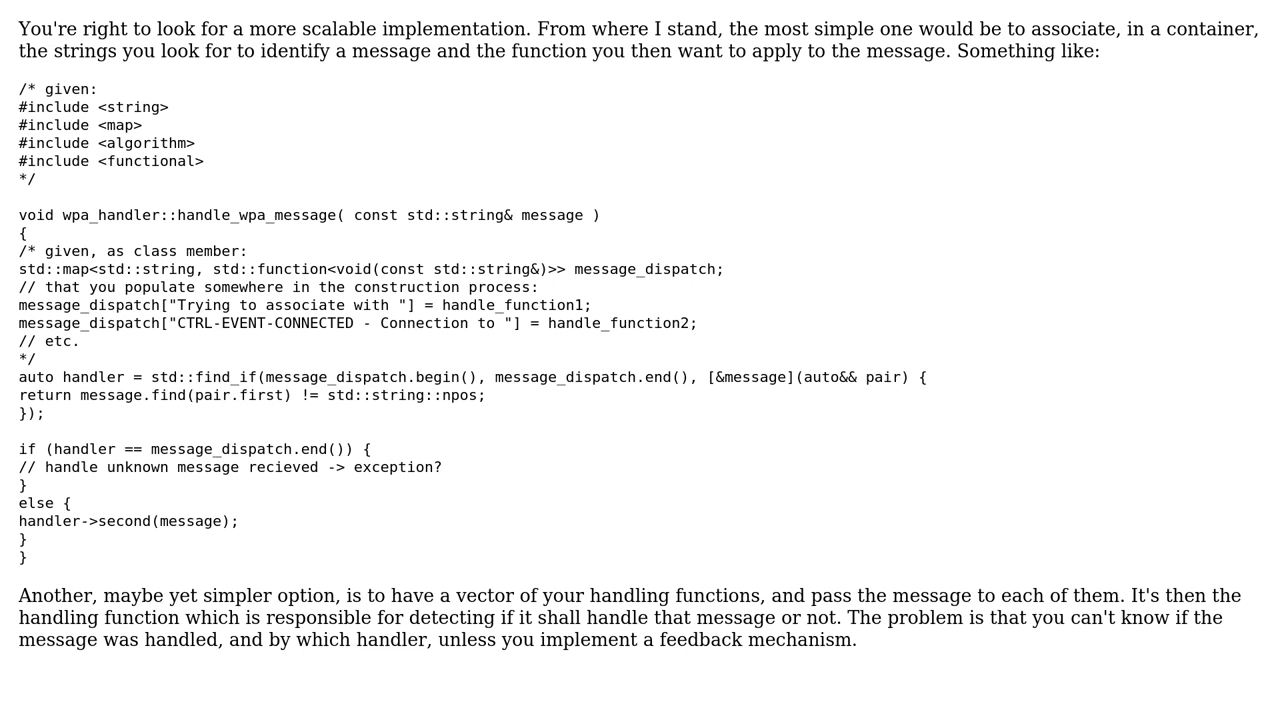 You're right to look for a more scalable implementation. From where I stand, the most simple one would be to associate, in a container,
the strings you look for to identify a message and the function you then want to apply to the message. Something like:
/* given:
#include <string>
#include <map>
#include <algorithm>
#include <functional>
*/
void wpa_handler::handle_wpa_message( const std::string& message )
{
/* given, as class member:
std::map<std::string, std::function<void(const std::string&)>> message_dispatch;
// that you populate somewhere in the construction process:
message_dispatch["Trying to associate with "] = handle_function1;
message_dispatch["CTRL-EVENT-CONNECTED - Connection to "] = handle_function2;
// etc.
*/
auto handler = std::find_if(message_dispatch.begin(), message_dispatch.end(), [&message](auto&& pair) {
return message.find(pair.first) != std::string::npos;
});
if (handler == message_dispatch.end()) {
// handle unknown message recieved -> exception?
}
else {
handler->second(message);
}
}
Another, maybe yet simpler option, is to have a vector of your handling functions, and pass the message to each of them. It's then the
handling function which is responsible for detecting if it shall handle that message or not. The problem is that you can't know if the
message was handled, and by which handler, unless you implement a feedback mechanism.